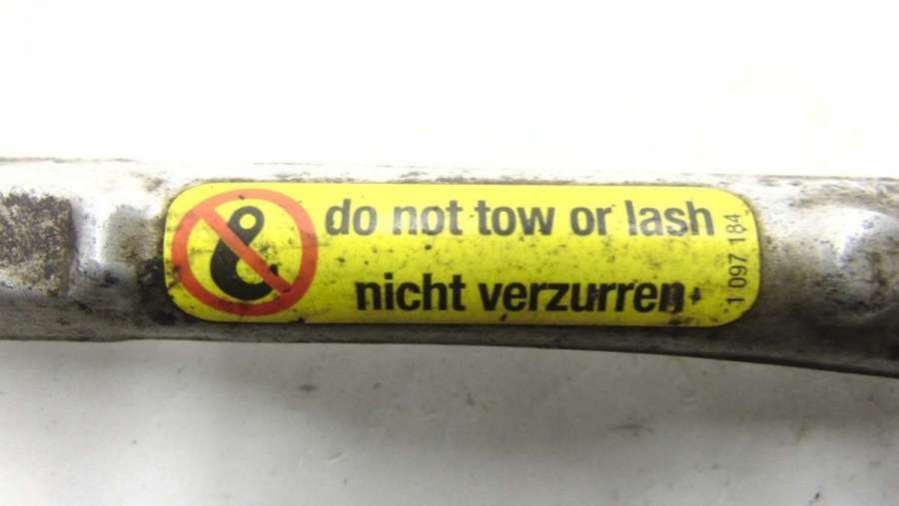 do not tow or lash
nicht verzurren
1 097 184